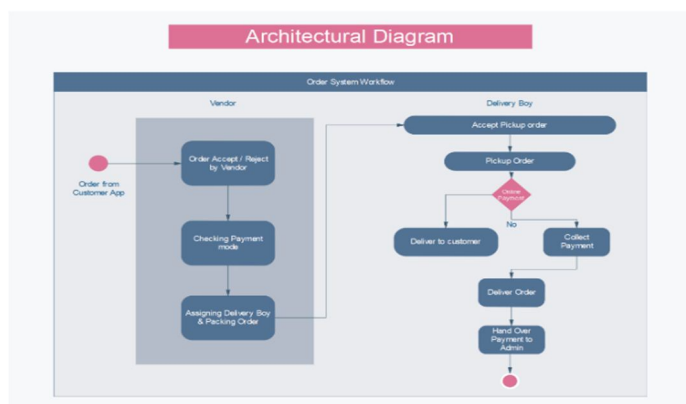 Architectural Diagram
Order System Workflow
Vendor
Delivery Boy
Order from
Customer App
Order Accept / Reject
by Vendor
Checking Payment
mode
Assigning Delivery Boy
& Packing Order
Accept Pickup order
Pickup Order
Online
Payment
No
Deliver to customer
Collect
Payment
Deliver Order
Hand Over
Payment to
Admin